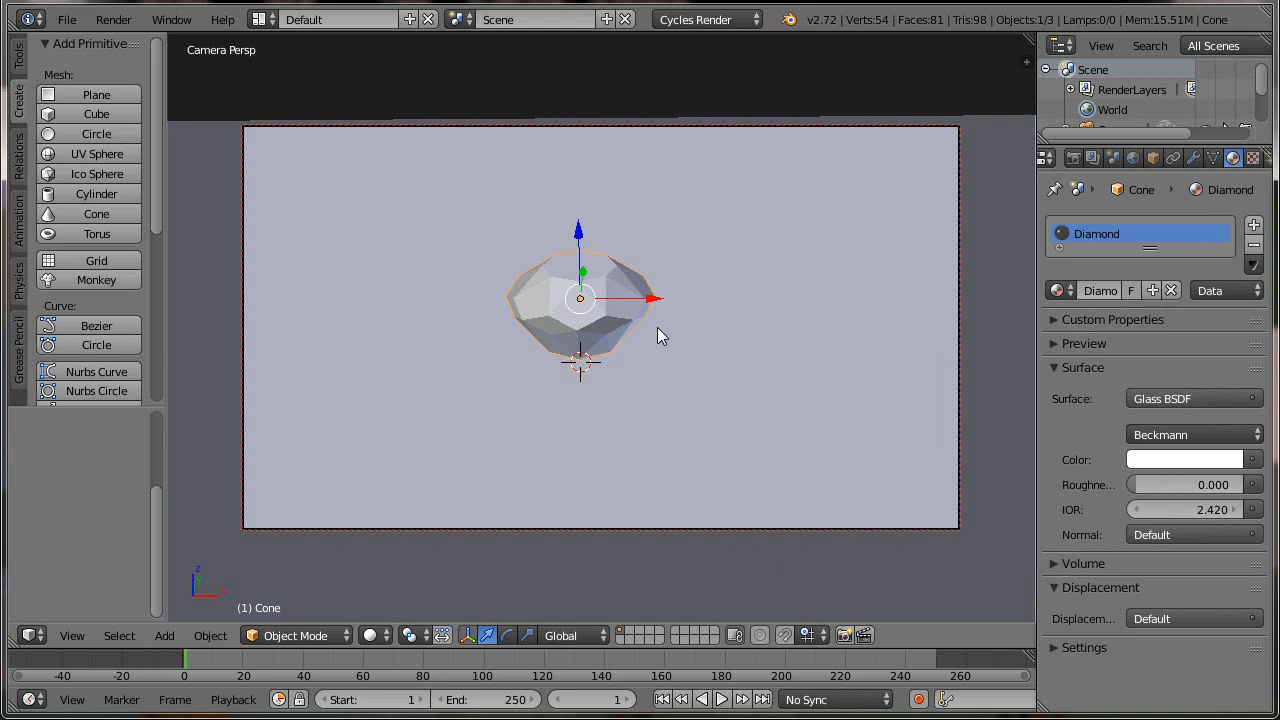 File Render Window Help Default Scene Cycles Render v2.72 | Verts:54 | Faces:81 | Tris:98 | Objects:1/3 | Lamps:0/0 | Mem:15.51M | Cone
Add Primitive
Camera Persp
View Search All Scenes
Tools
Create
Relations
Animation
Physics
Grease Pencil
Mesh:
Plane
Cube
Circle
UV Sphere
Ico Sphere
Cylinder
Cone
Torus
Grid
Monkey
Curve:
Bezier
Circle
Nurbs Curve
Nurbs Circle
z
x
(1) Cone
Scene
RenderLayers
World
Cone Diamond
Diamond
Diamo F Data
Custom Properties
Preview
Surface
Surface: Glass BSDF
Beckmann
Color:
Roughne... 0.000
IOR: 2.420
Normal: Default
Volume
Displacement
Displacem... Default
Settings
View Select Add Object Object Mode Global
-40 -20 0 20 40 60 80 100 120 140 160 180 200 220 240 260
View Marker Frame Playback Start: 1 End: 250 1 No Sync